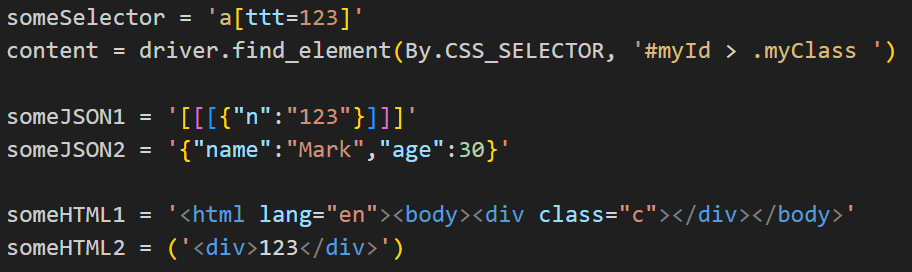 someSelector = 'a[ttt=123]'
content = driver.find_element(By.CSS_SELECTOR, '#myId > .myClass ')
someJSON1 = '[[[{"n":"123"}]]]'
someJSON2 = '{"name":"Mark","age":30}'
someHTML1 = '<html lang="en"><body><div class="c"></div></body>'
someHTML2 = ('<div>123</div>')